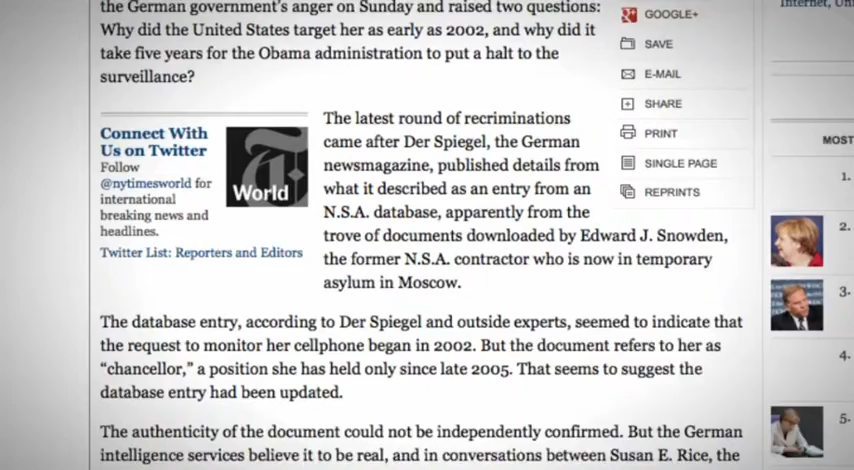 the German government's anger on Sunday and raised two questions:
Why did the United States target her as early as 2002, and why did it
take five years for the Obama administration to put a halt to the
surveillance?
Connect With
Us on Twitter
Follow
@nytimesworld for
international
breaking news and
headlines.
Twitter List: Reporters and Editors
T
World
The latest round of recriminations
came after Der Spiegel, the German
newsmagazine, published details from
what it described as an entry from an
N.S.A. database, apparently from the
trove of documents downloaded by Edward J. Snowden,
the former N.S.A. contractor who is now in temporary
asylum in Moscow.
The database entry, according to Der Spiegel and outside experts, seemed to indicate that
the request to monitor her cellphone began in 2002. But the document refers to her as
“chancellor,” a position she has held only since late 2005. That seems to suggest the
database entry had been updated.
The authenticity of the document could not be independently confirmed. But the German
intelligence services believe it to be real, and in conversations between Susan E. Rice, the
GOOGLE+
SAVE
E-MAIL
SHARE
PRINT
SINGLE PAGE
REPRINTS
Internet,
MOST
1.
2.
3.
4.
5.